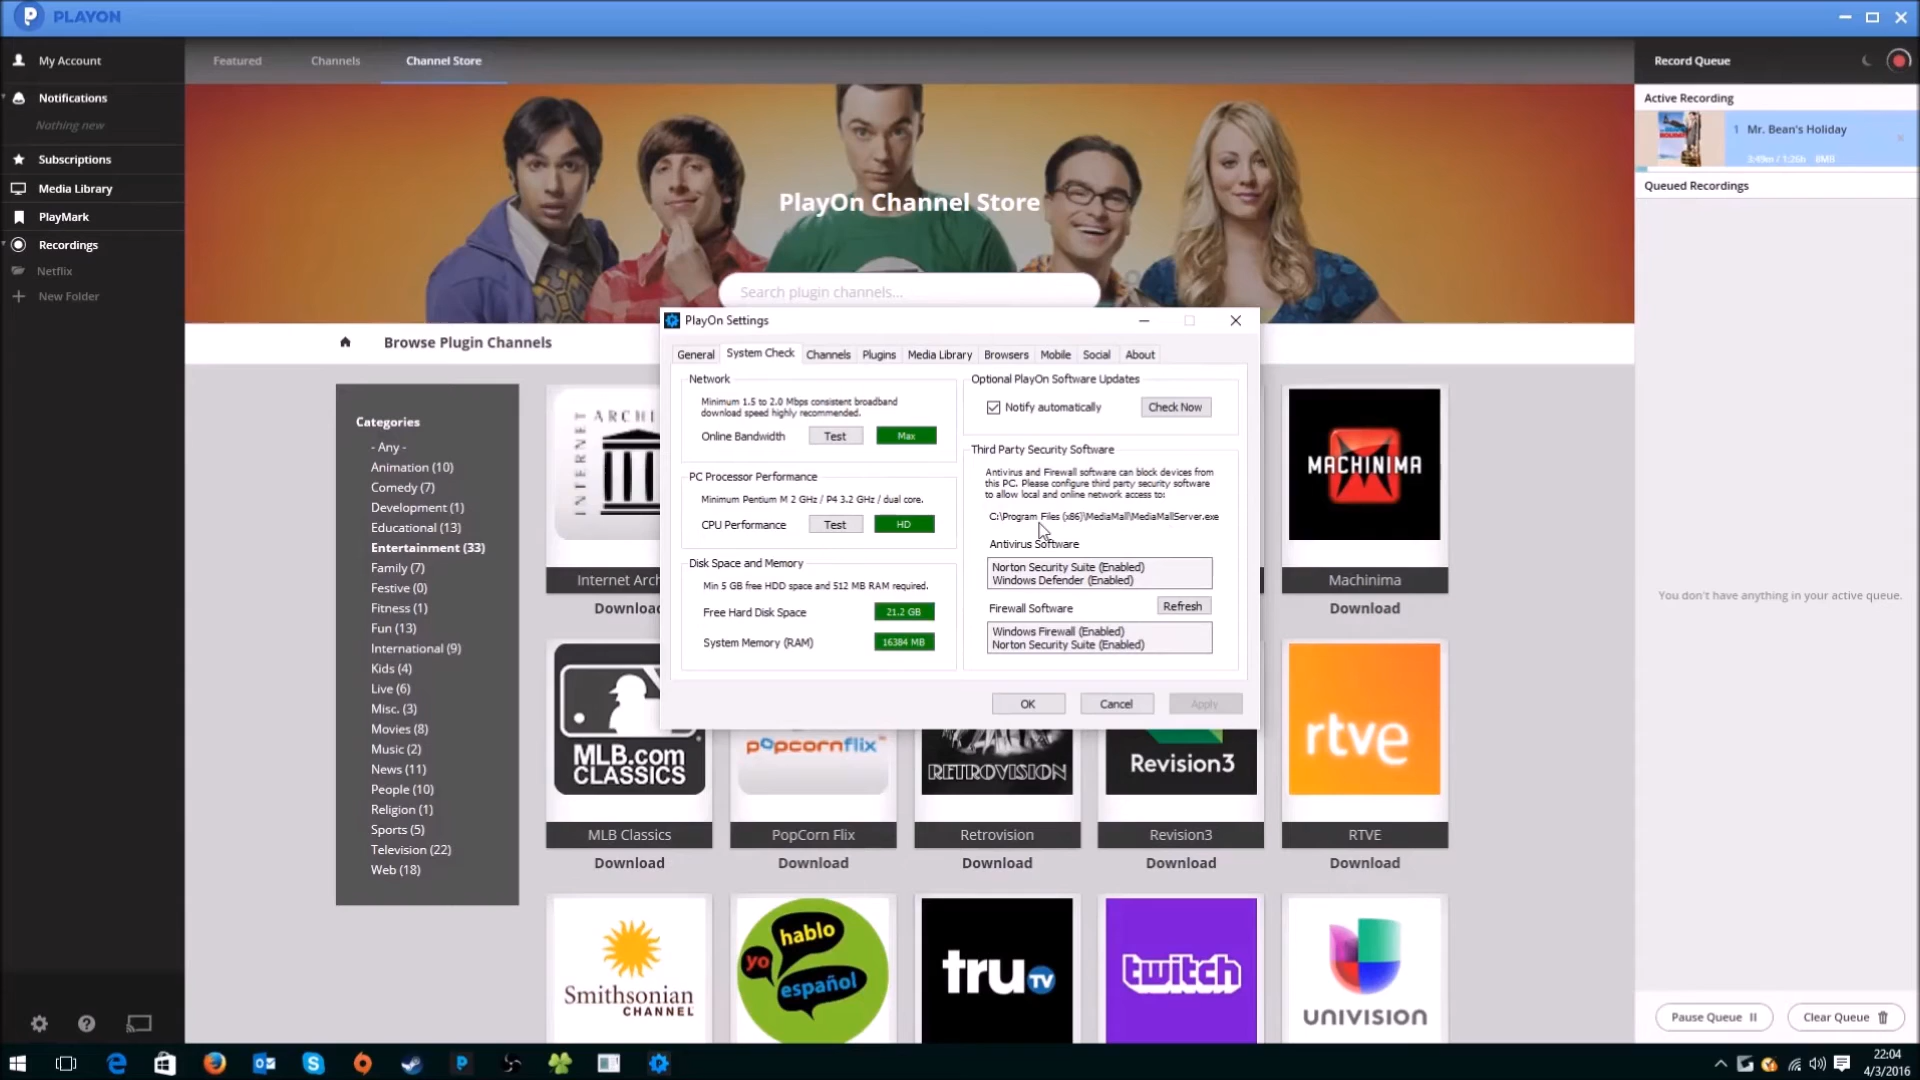 PLAYON
My Account
Notifications
Nothing new
Subscriptions
Media Library
PlayMark
Recordings
Netflix
New Folder
Featured
Channels
Channel Store
PlayOn Channel Store
Search plugin channels...
Browse Plugin Channels
Categories
- Any -
Animation (10)
Comedy (7)
Development (1)
Educational (13)
Entertainment (33)
Family (7)
Festive (0)
Fitness (1)
Fun (13)
International (9)
Kids (4)
Live (6)
Misc. (3)
Movies (8)
Music (2)
News (11)
People (10)
Religion (1)
Sports (5)
Television (22)
Web (18)
INTERNET ARCHI
Internet Arch
Download
PlayOn Settings
General
System Check
Channels
Plugins
Media Library
Browsers
Mobile
Social
About
Network
Minimum 1.5 to 2.0 Mbps consistent broadband
download speed highly recommended.
Online Bandwidth
Test
Max
PC Processor Performance
Minimum Pentium M 2 GHz / P4 3.2 GHz / dual core.
CPU Performance
Test
HD
Disk Space and Memory
Min 5 GB free HDD space and 512 MB RAM required.
Free Hard Disk Space
21.2 GB
System Memory (RAM)
16384 MB
Optional PlayOn Software Updates
Notify automatically
Check Now
Third Party Security Software
Antivirus and Firewall software can block devices from
this PC. Please configure third party security software
to allow local and online network access to:
C:\Program Files (x86)\MediaMall\MediaMallServer.exe
Antivirus Software
Norton Security Suite (Enabled)
Windows Defender (Enabled)
Firewall Software
Refresh
Windows Firewall (Enabled)
Norton Security Suite (Enabled)
OK
Cancel
Apply
MACHINIMA
Machinima
Download
MLB.com
CLASSICS
MLB Classics
Download
popcornflix™
PopCorn Flix
Download
RETROVISION
Retrovision
Download
Revision3
Revision3
Download
rtve
RTVE
Download
Smithsonian
CHANNEL
yo
hablo
español
truTV
twitch
UNIVISION
Record Queue
Active Recording
1 Mr. Bean's Holiday
3:49m / 1:26h 8MB
Queued Recordings
You don't have anything in your active queue.
Pause Queue
Clear Queue
22:04
4/3/2016